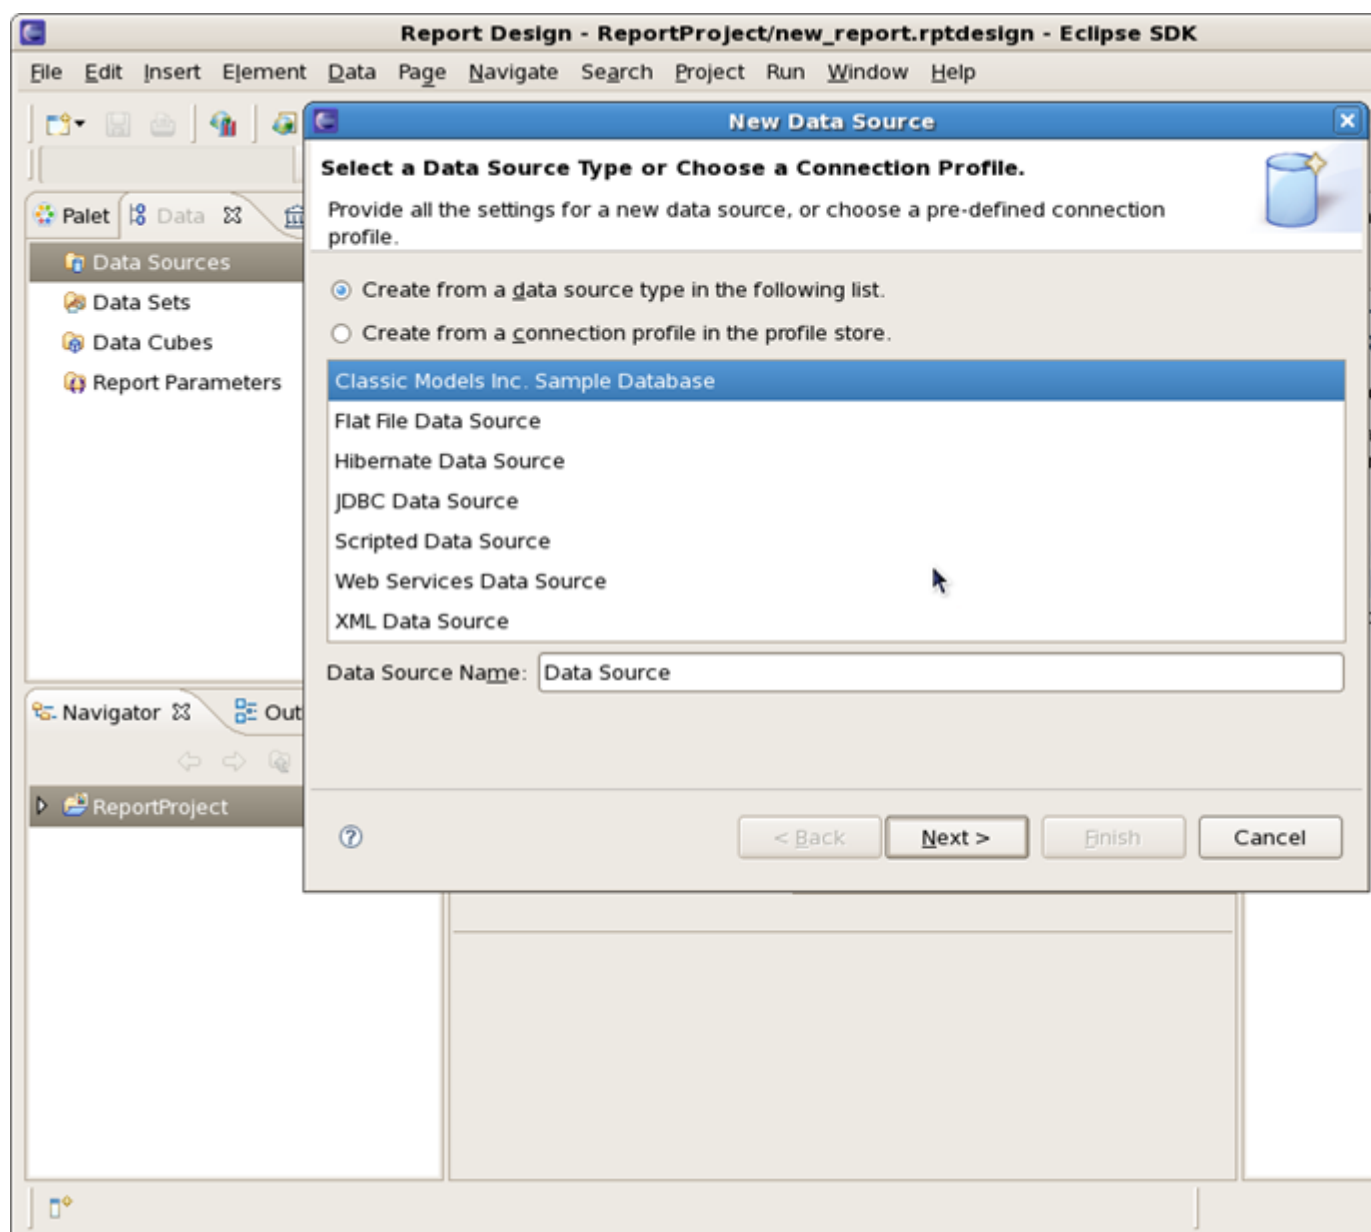 Report Design - ReportProject/new_report.rptdesign - Eclipse SDK
File Edit Insert Element Data Page Navigate Search Project Run Window Help
New Data Source
Select a Data Source Type or Choose a Connection Profile.
Provide all the settings for a new data source, or choose a pre-defined connection
profile.
Palet Data
Data Sources
Data Sets
Data Cubes
Report Parameters
Create from a data source type in the following list.
Create from a connection profile in the profile store.
Classic Models Inc. Sample Database
Flat File Data Source
Hibernate Data Source
JDBC Data Source
Scripted Data Source
Web Services Data Source
XML Data Source
Data Source Name: Data Source
Navigator Out
ReportProject
< Back Next > Finish Cancel